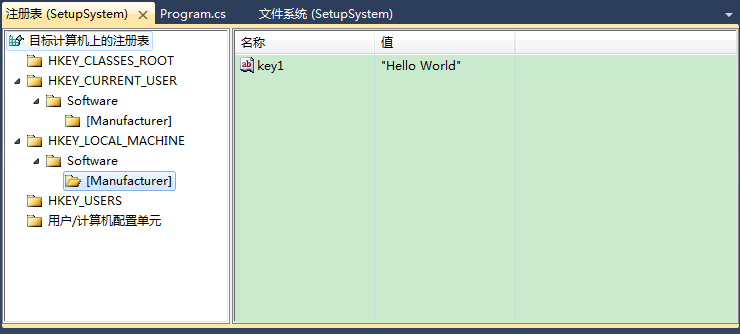 注册表 (SetupSystem) Program.cs 文件系统 (SetupSystem)
目标计算机上的注册表
HKEY_CLASSES_ROOT
HKEY_CURRENT_USER
Software
[Manufacturer]
HKEY_LOCAL_MACHINE
Software
[Manufacturer]
HKEY_USERS
用户/计算机配置单元
名称 值
ab key1 "Hello World"